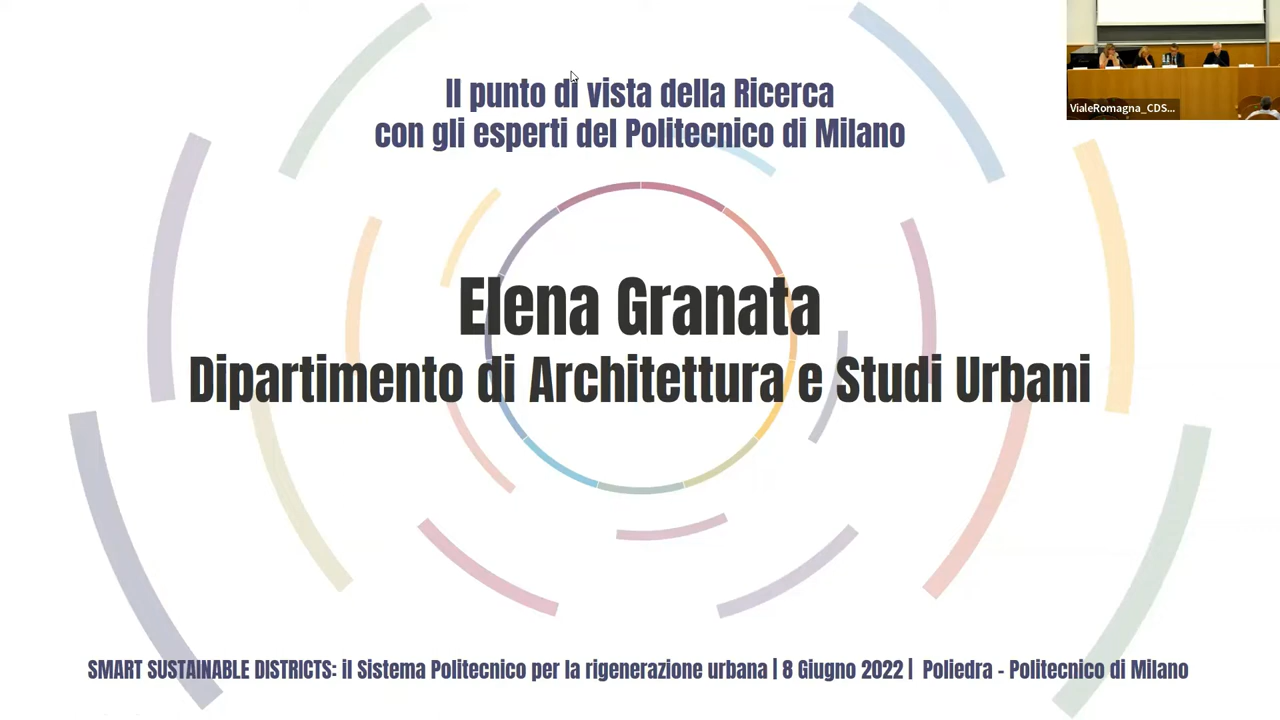 Il punto di vista della Ricerca
con gli esperti del Politecnico di Milano
VialeRomagna_CDS...
Elena Granata
Dipartimento di Architettura e Studi Urbani
SMART SUSTAINABLE DISTRICTS: il Sistema Politecnico per la rigenerazione urbana | 8 Giugno 2022 | Poliedra - Politecnico di Milano